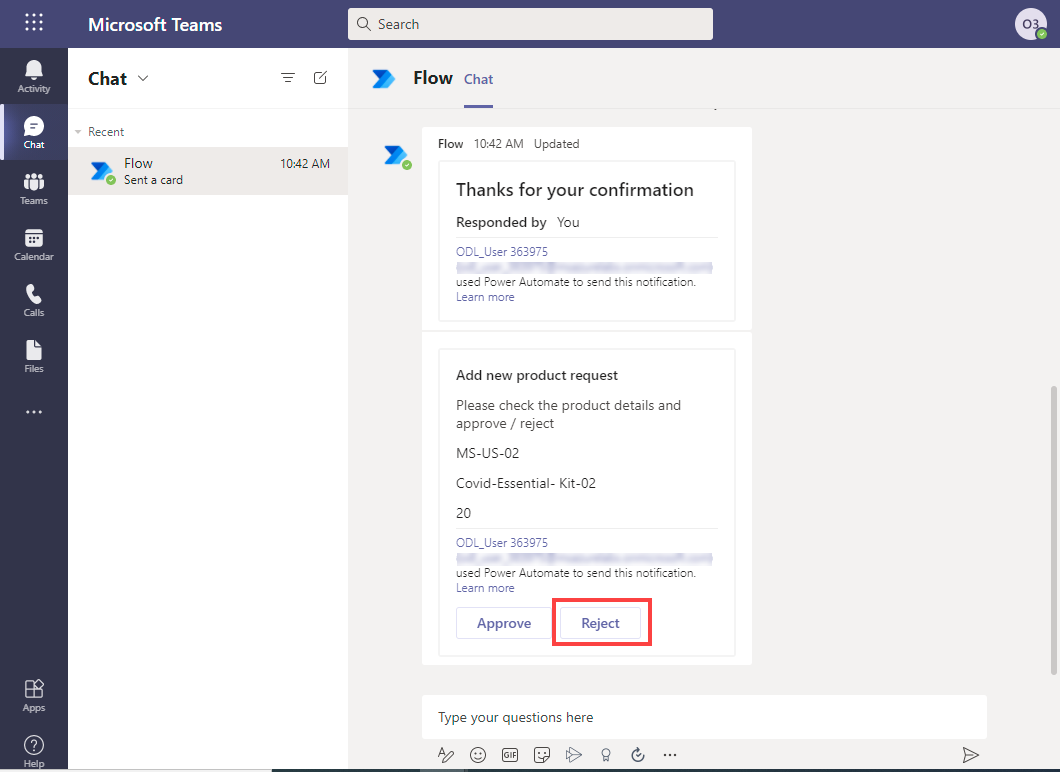 Microsoft Teams
Search
O3
Activity
Chat
Teams
Calendar
Calls
Files
Apps
Help
Chat
Recent
Flow 10:42 AM
Sent a card
Flow Chat
Flow 10:42 AM Updated
Thanks for your confirmation
Responded by You
ODL_User 363975
used Power Automate to send this notification.
Learn more
Add new product request
Please check the product details and
approve / reject
MS-US-02
Covid-Essential- Kit-02
20
ODL_User 363975
used Power Automate to send this notification.
Learn more
Approve Reject
Type your questions here
GIF